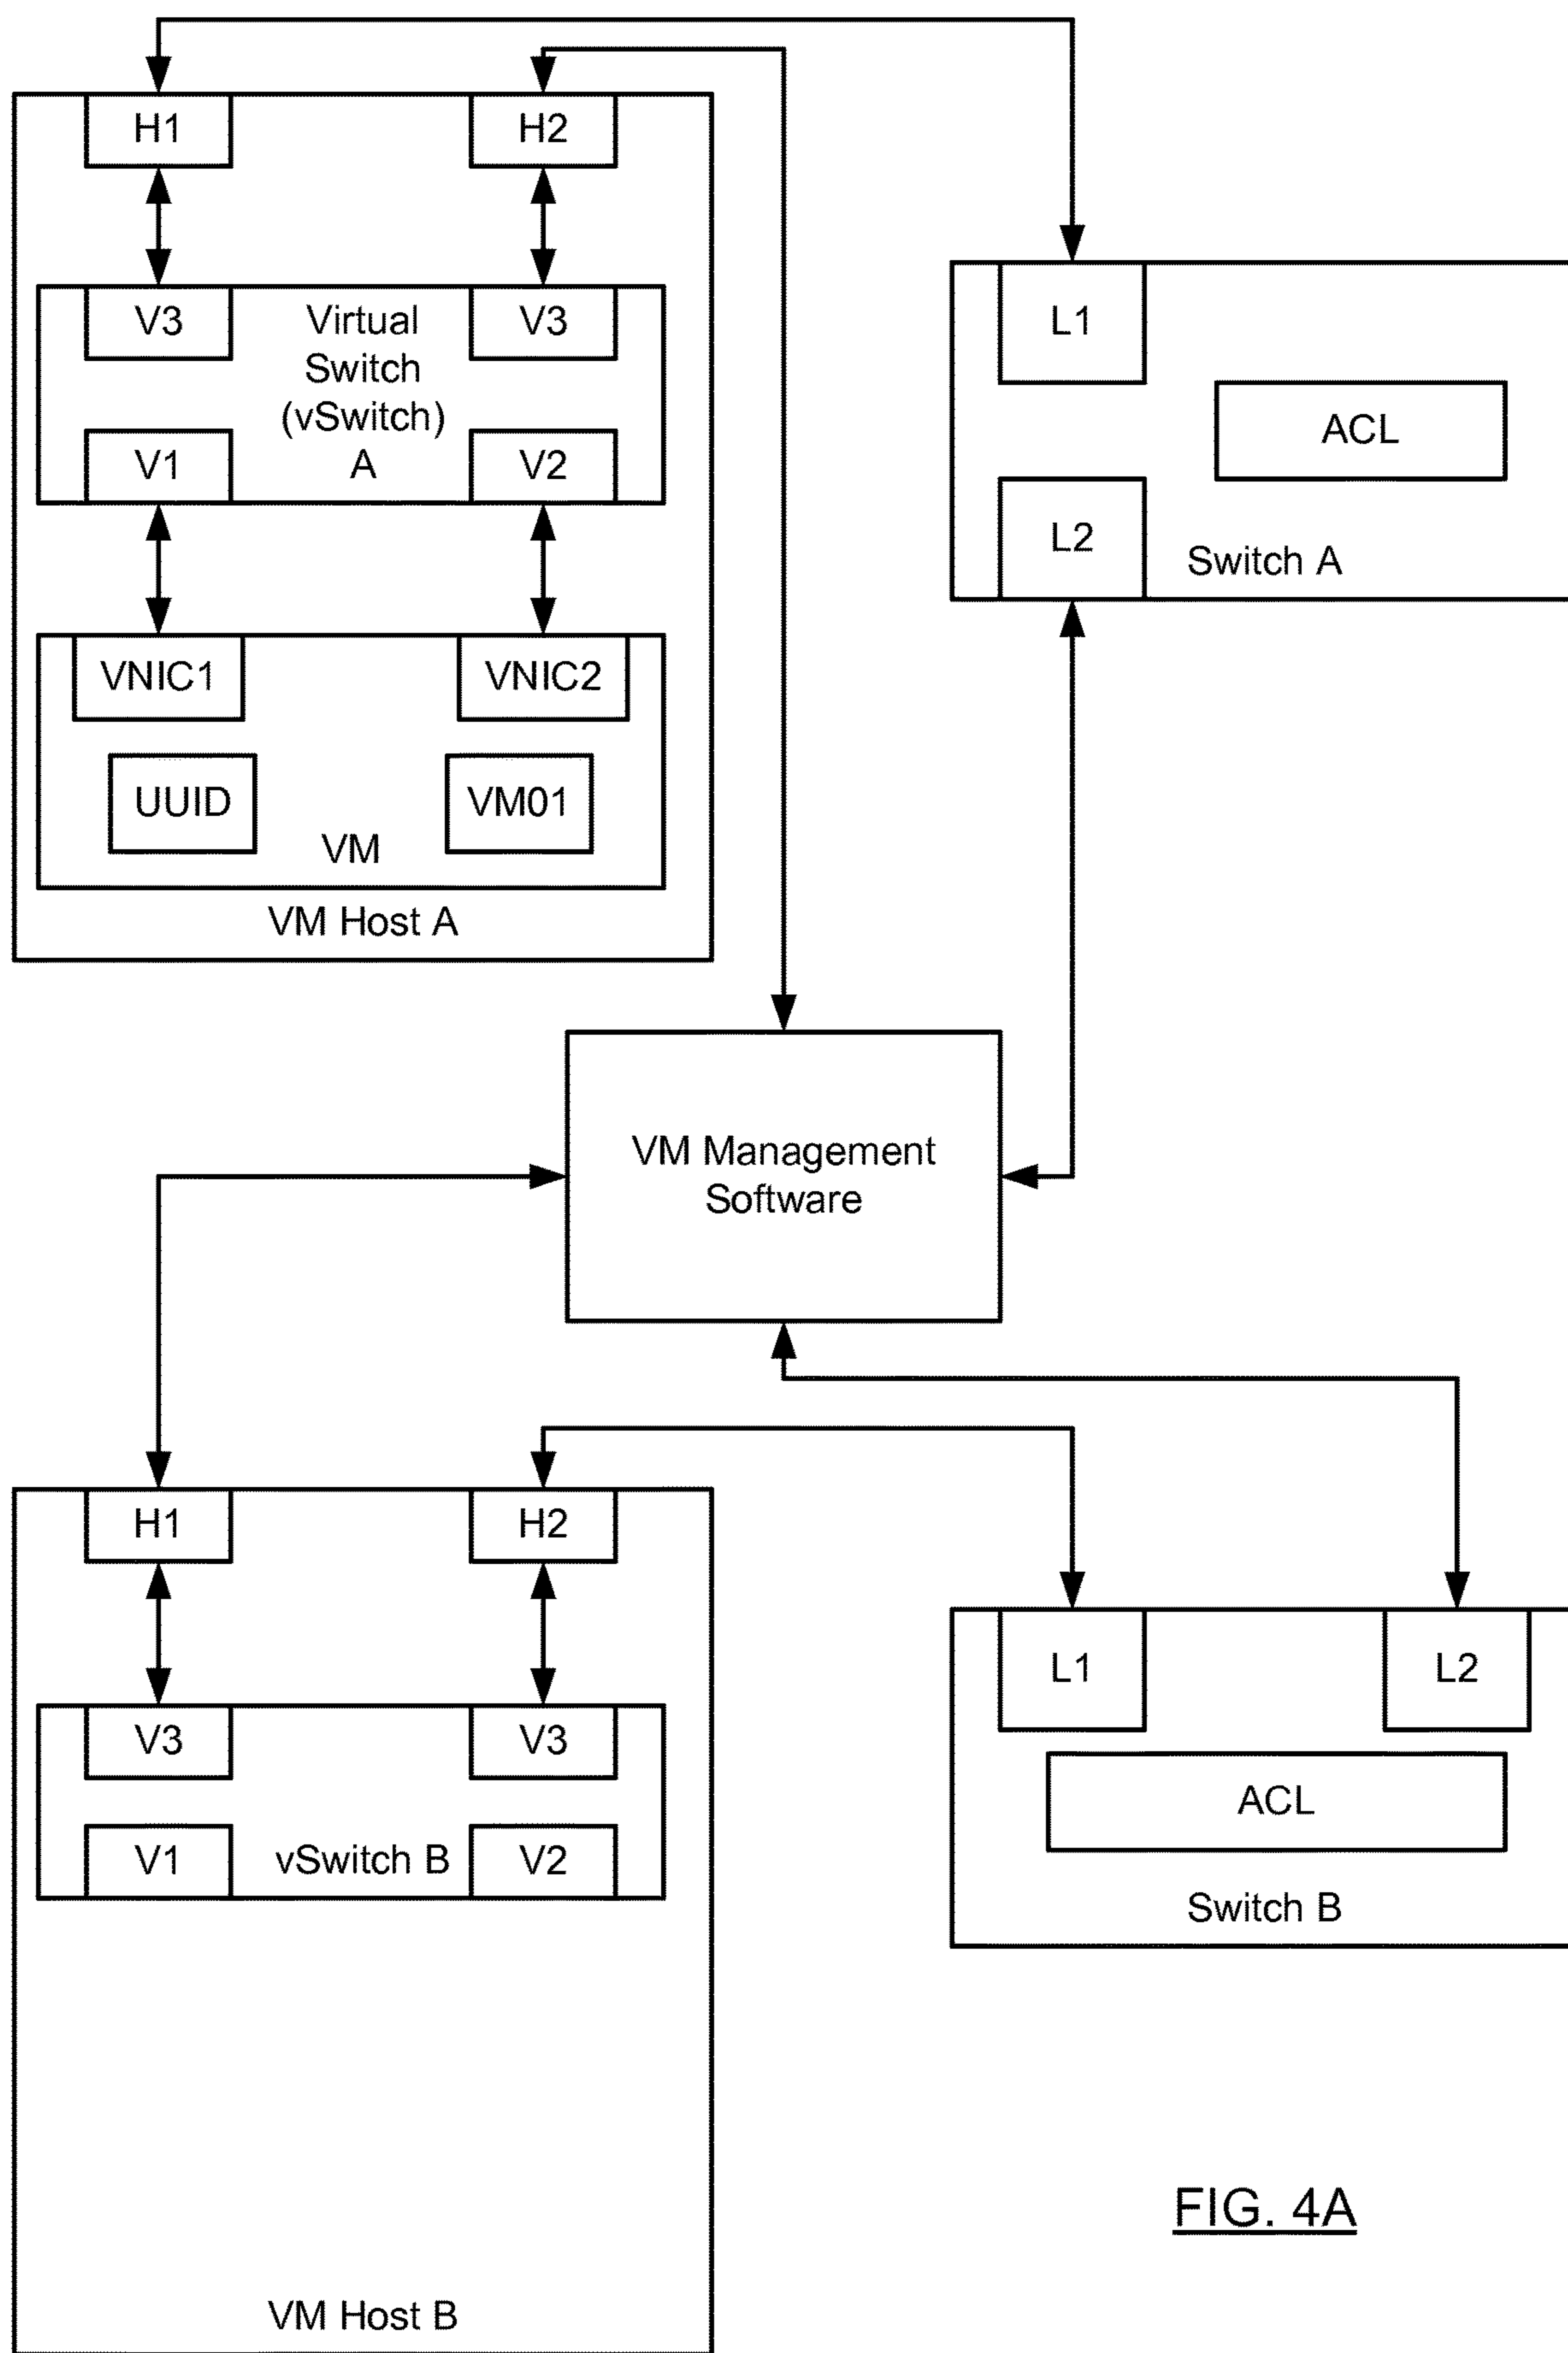 H1
H2
V3
Virtual
Switch
(vSwitch)
A
V3
V1
V2
VNIC1
VNIC2
UUID
VM01
VM
VM Host A
L1
ACL
L2
Switch A
VM Management
Software
H1
H2
V3
V3
V1
vSwitch B
V2
VM Host B
L1
L2
ACL
Switch B
FIG. 4A